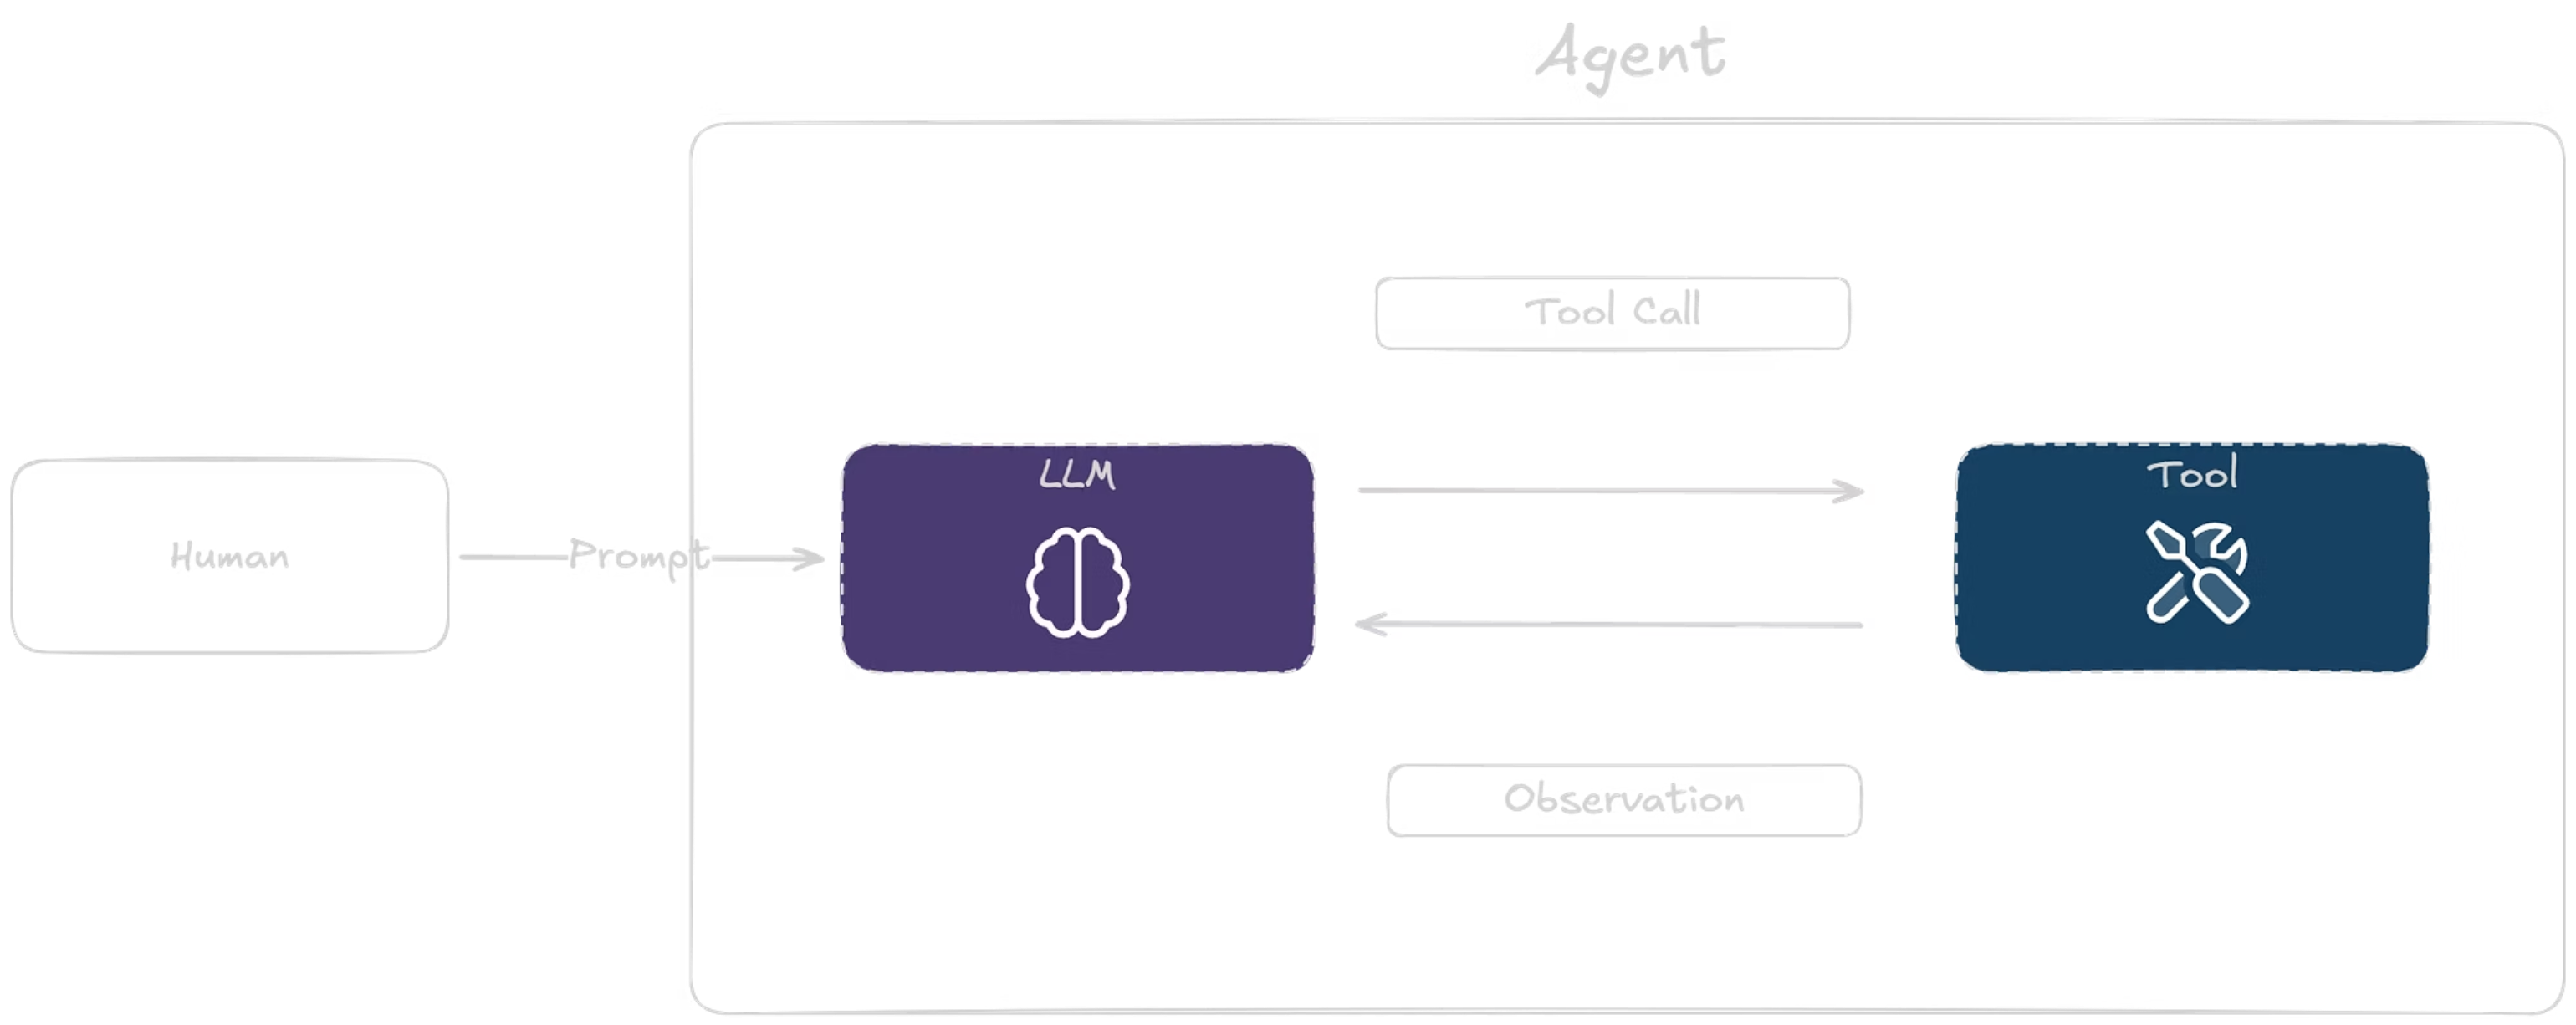 Agent
Tool Call
LLM
Tool
Human
Prompt
Observation